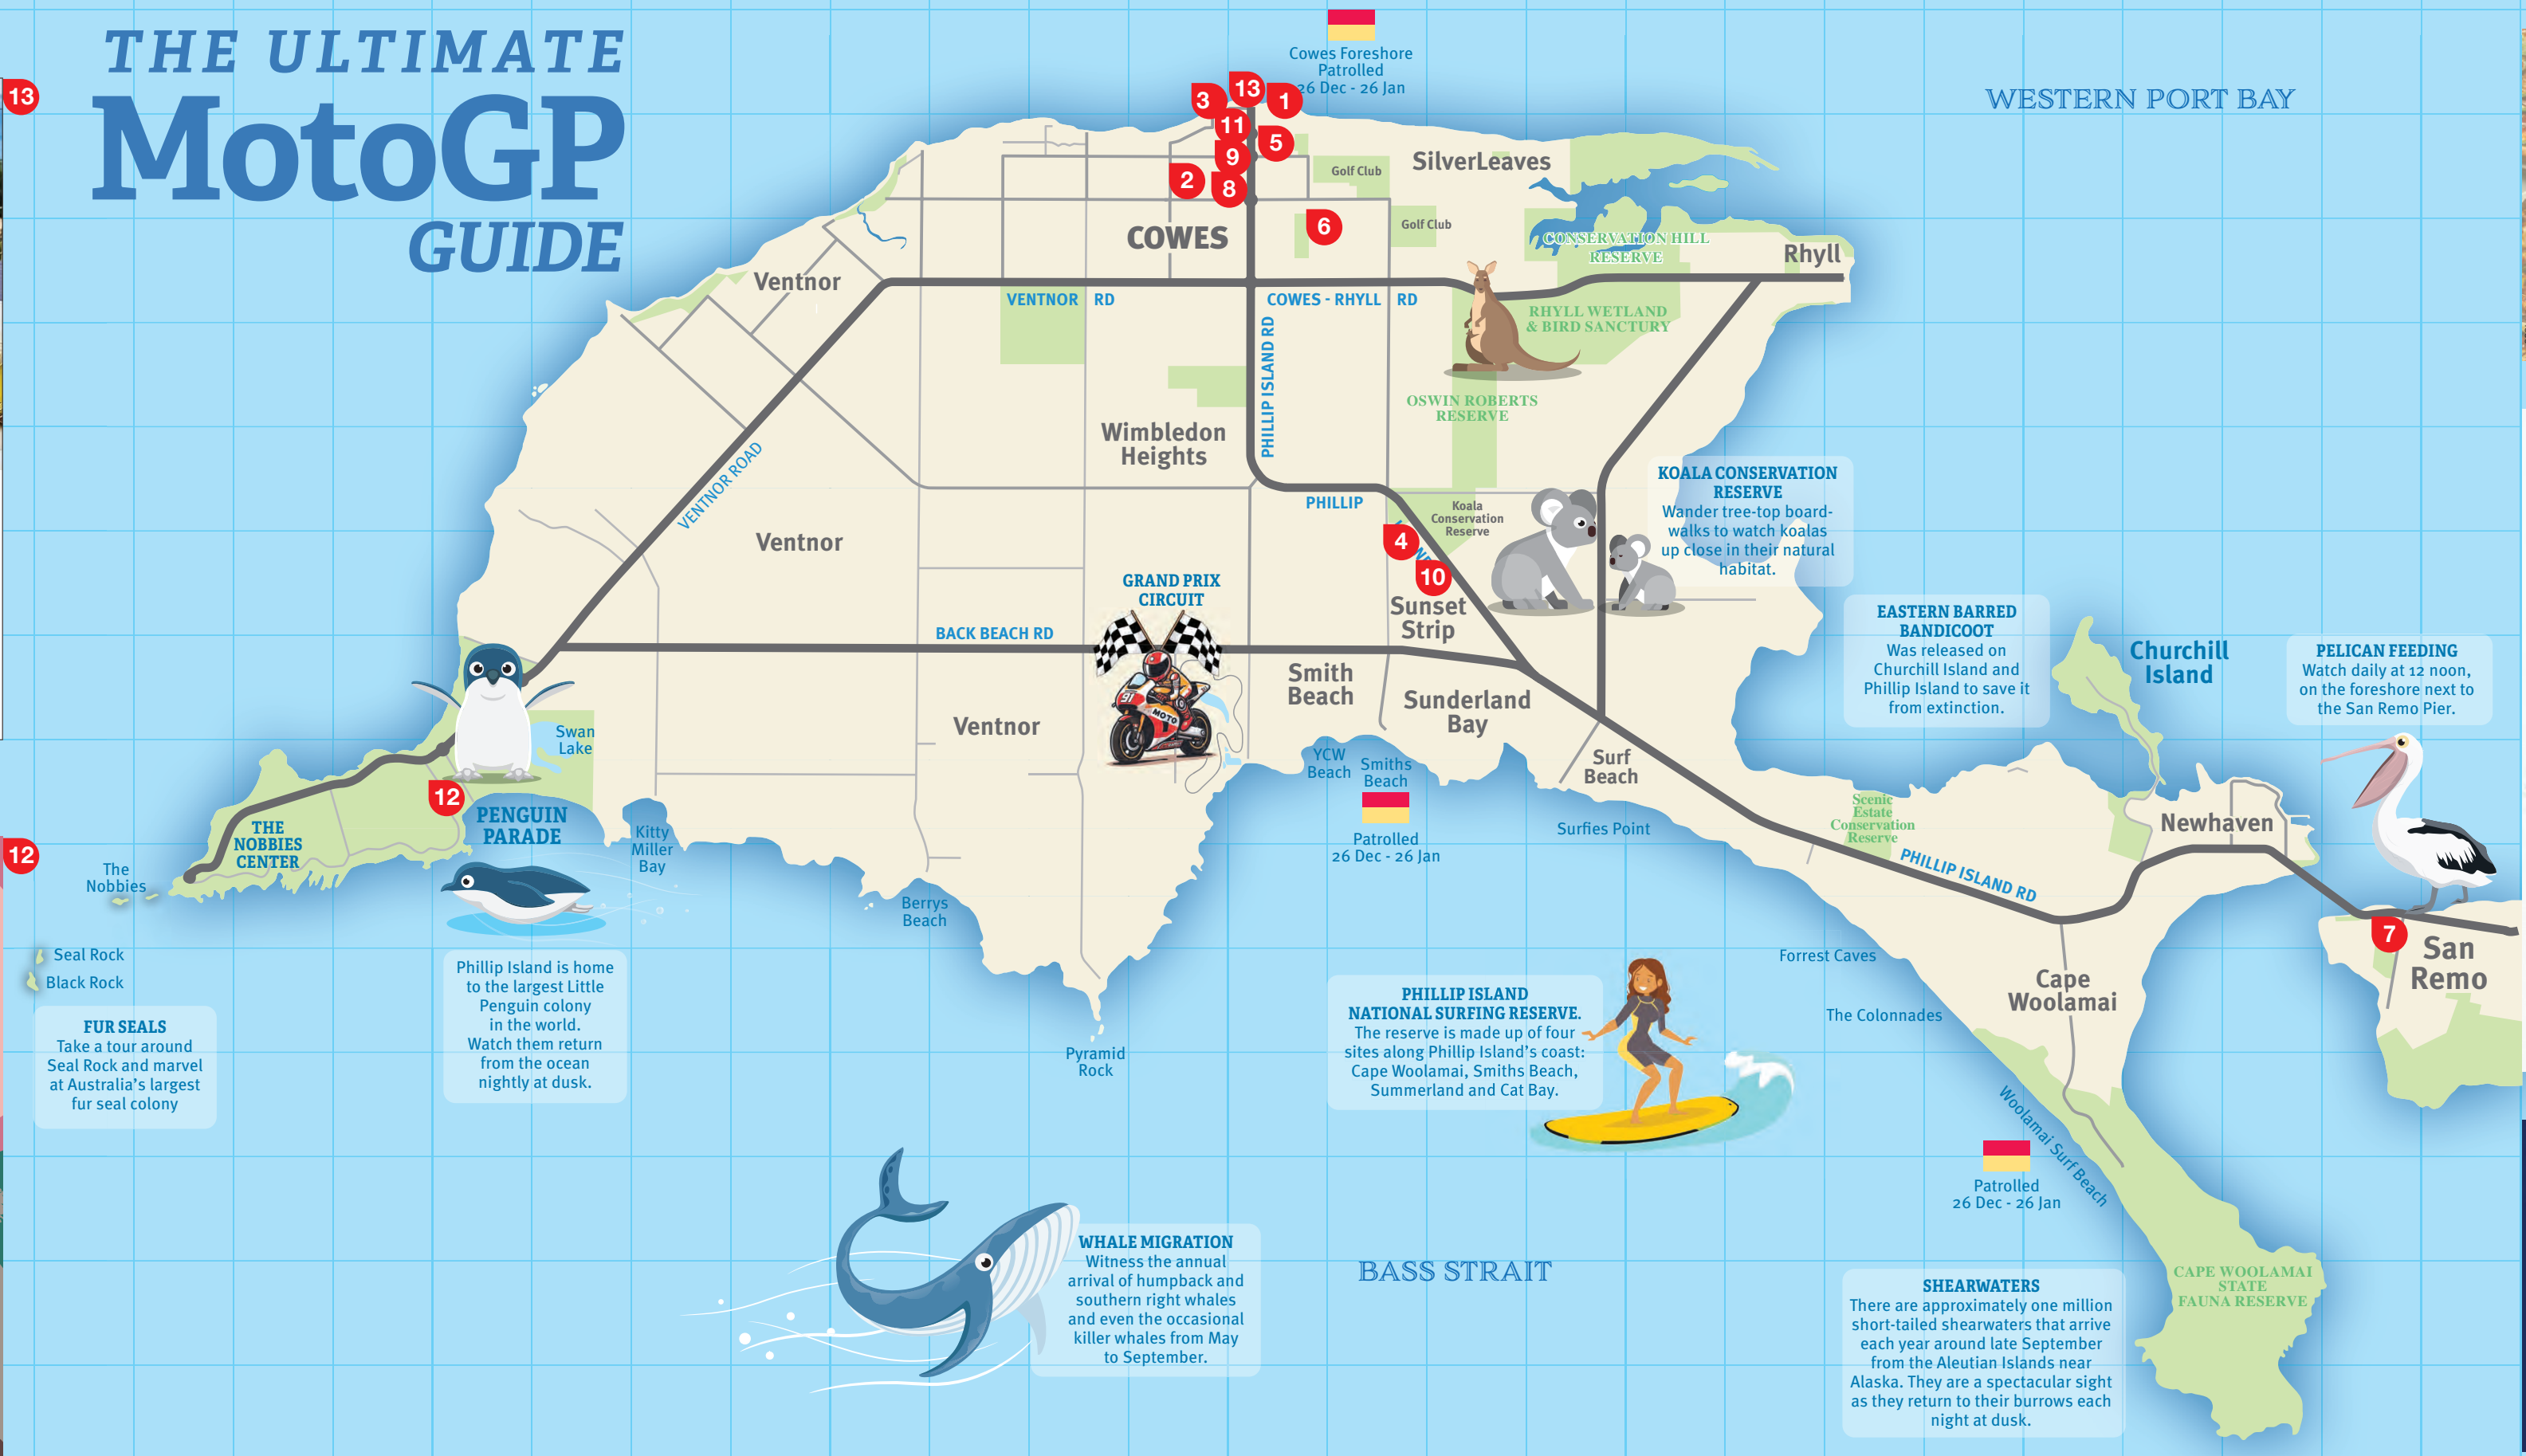 THE ULTIMATE
MotoGP
GUIDE
13
12
Cowes Foreshore
Patrolled
26 Dec - 26 Jan
WESTERN PORT BAY
3
13
1
11
5
9
2
8
6
Golf Club
SilverLeaves
Golf Club
COWES
CONSERVATION HILL
RESERVE
Rhyll
Ventnor
VENTNOR RD
COWES - RHYLL RD
RHYLL WETLAND
& BIRD SANCTURY
PHILLIP ISLAND RD
OSWIN ROBERTS
RESERVE
Wimbledon
Heights
VENTNOR ROAD
PHILLIP
Koala
Conservation
Reserve
KOALA CONSERVATION
RESERVE
Wander tree-top board-
walks to watch koalas
up close in their natural
habitat.
Ventnor
4
10
GRAND PRIX
CIRCUIT
Sunset
Strip
BACK BEACH RD
91
MOTO
EASTERN BARRED
BANDICOOT
Was released on
Churchill Island and
Phillip Island to save it
from extinction.
Churchill
Island
PELICAN FEEDING
Watch daily at 12 noon,
on the foreshore next to
the San Remo Pier.
Smith
Beach
Sunderland
Bay
Ventnor
Swan
Lake
YCW
Beach
Smiths
Beach
Surf
Beach
Patrolled
26 Dec - 26 Jan
Surfies Point
12
PENGUIN
PARADE
THE
NOBBIES
CENTER
Kitty
Miller
Bay
The
Nobbies
Scenic
Estate
Conservation
Reserve
Newhaven
PHILLIP ISLAND RD
Berrys
Beach
7
San
Remo
Seal Rock
Black Rock
Forrest Caves
Cape
Woolamai
The Colonnades
FUR SEALS
Take a tour around
Seal Rock and marvel
at Australia's largest
fur seal colony
Phillip Island is home
to the largest Little
Penguin colony
in the world.
Watch them return
from the ocean
nightly at dusk.
Pyramid
Rock
PHILLIP ISLAND
NATIONAL SURFING RESERVE.
The reserve is made up of four
sites along Phillip Island's coast:
Cape Woolamai, Smiths Beach,
Summerland and Cat Bay.
Woolamai Surf Beach
Patrolled
26 Dec - 26 Jan
WHALE MIGRATION
Witness the annual
arrival of humpback and
southern right whales
and even the occasional
killer whales from May
to September.
BASS STRAIT
CAPE WOOLAMAI
STATE
FAUNA RESERVE
SHEARWATERS
There are approximately one million
short-tailed shearwaters that arrive
each year around late September
from the Aleutian Islands near
Alaska. They are a spectacular sight
as they return to their burrows each
night at dusk.